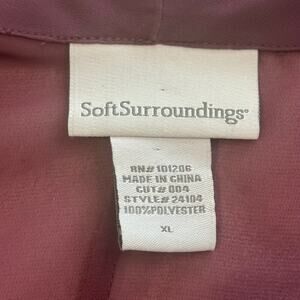 SoftSurroundings®
RN# 101206
MADE IN CHINA
CUT# 004
STYLE# 24104
100%POLYESTER
XL